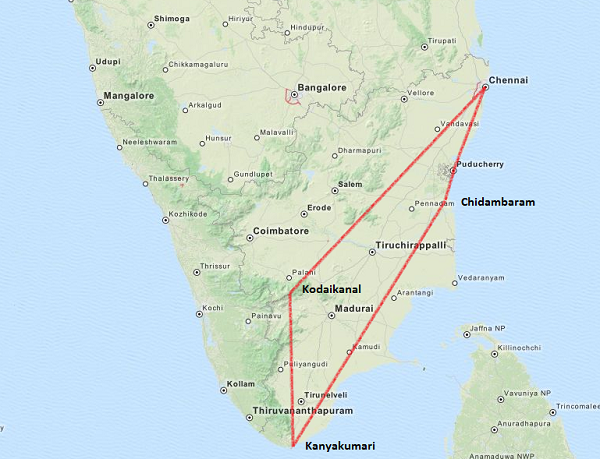 Shimoga
Hiriyur
Hindupur
Tirupati
Udupi
Chikkamagaluru
Chennai
Bangalore
Mangalore
Vellore
Arkalgud
Vandavasi
Malavalli
Hunsur
Neeleshwaram
Dharmapuri
Puducherry
Gundlupet
Thalassery
Salem
Pennagam
Chidambaram
Erode
Kozhikode
Coimbatore
Tiruchirappalli
Thrissur
Palani
Vedaranyam
Kodaikanal
Arantangi
Kochi
Painavu
Madurai
Jaffna NP
Kamudi
Killinochchi
Puliyangudi
Kollam
Tirunelveli
Vavuniya NP
Thiruvananthapuram
Trincomalee
Anuradhapura
Kanyakumari
Anamaduwa NWP